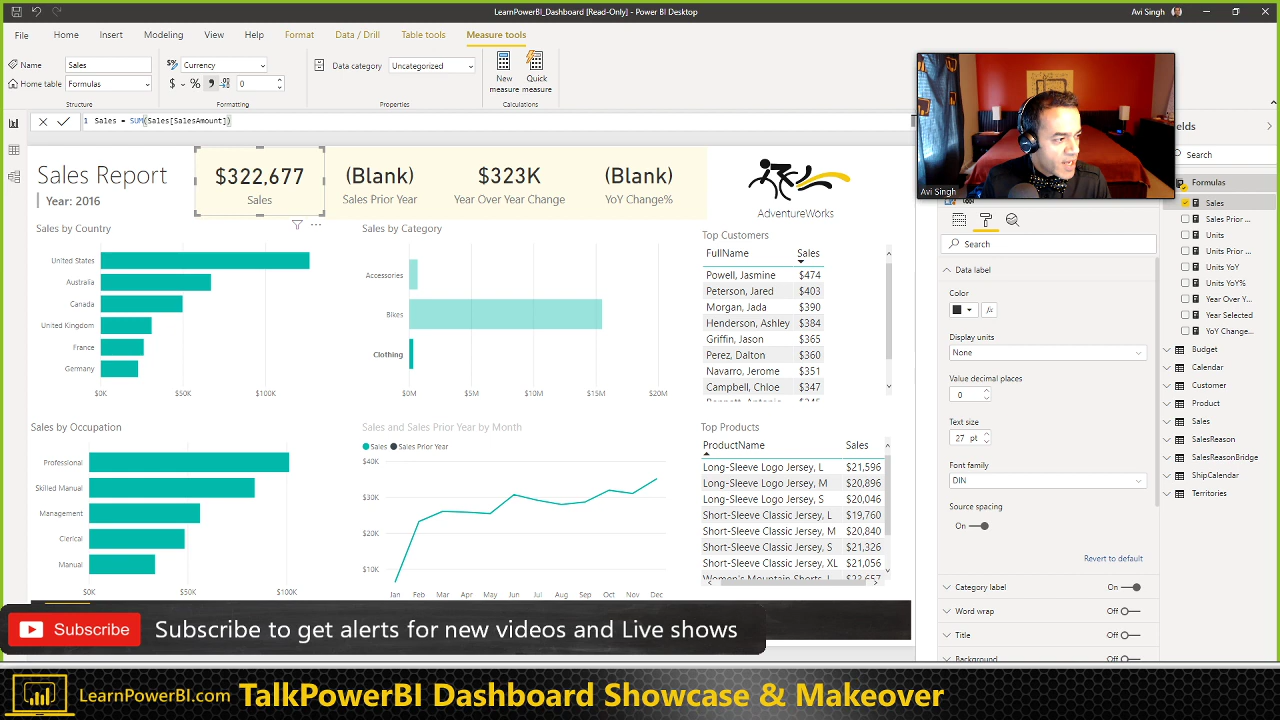 LearnPowerBI_Dashboard [Read-Only] - Power BI Desktop
Avi Singh
File Home Insert Modeling View Help Format Data / Drill Table tools Measure tools
Name Sales
Home table Formulas
Structure
Currency
$ % 0
Formatting
Data category Uncategorized
Properties
New measure
Quick measure
Calculations
1 Sales = SUM(Sales[SalesAmount])
Avi Singh
Sales Report
Year: 2016
$322,677
Sales
(Blank)
Sales Prior Year
$323K
Year Over Year Change
(Blank)
YoY Change%
AdventureWorks
Sales by Country
United States
Australia
Canada
United Kingdom
France
Germany
$0K $50K $100K
Sales by Category
Accessories
Bikes
Clothing
$0M $5M $10M $15M $20M
Top Customers
FullName Sales
Powell, Jasmine $474
Peterson, Jared $403
Morgan, Jada $390
Henderson, Ashley $384
Griffin, Jason $365
Perez, Dalton $360
Navarro, Jerome $351
Campbell, Chloe $347
Sales by Occupation
Professional
Skilled Manual
Management
Clerical
Manual
$0K $50K $100K
Sales and Sales Prior Year by Month
Sales Sales Prior Year
$40K
$30K
$20K
$10K
Jan Feb Mar Apr May Jun Jul Aug Sep Oct Nov Dec
Top Products
ProductName Sales
Long-Sleeve Logo Jersey, L $21,596
Long-Sleeve Logo Jersey, M $20,896
Long-Sleeve Logo Jersey, S $20,046
Short-Sleeve Classic Jersey, L $19,760
Short-Sleeve Classic Jersey, M $20,840
Short-Sleeve Classic Jersey, S $21,326
Short-Sleeve Classic Jersey, XL $21,056
Search
Data label
Color
fx
Display units
None
Value decimal places
0
Text size
27 pt
Font family
DIN
Source spacing
On
Revert to default
Category label On
Word wrap Off
Title Off
Background Off
ields
Search
Formulas
Sales
Sales Prior ...
Units
Units Prior ...
Units YoY
Units YoY%
Year Over Y...
Year Selected
YoY Change...
Budget
Calendar
Customer
Product
Sales
SalesReason
SalesReasonBridge
ShipCalendar
Territories
Subscribe Subscribe to get alerts for new videos and Live shows
LearnPowerBI.com TalkPowerBI Dashboard Showcase & Makeover